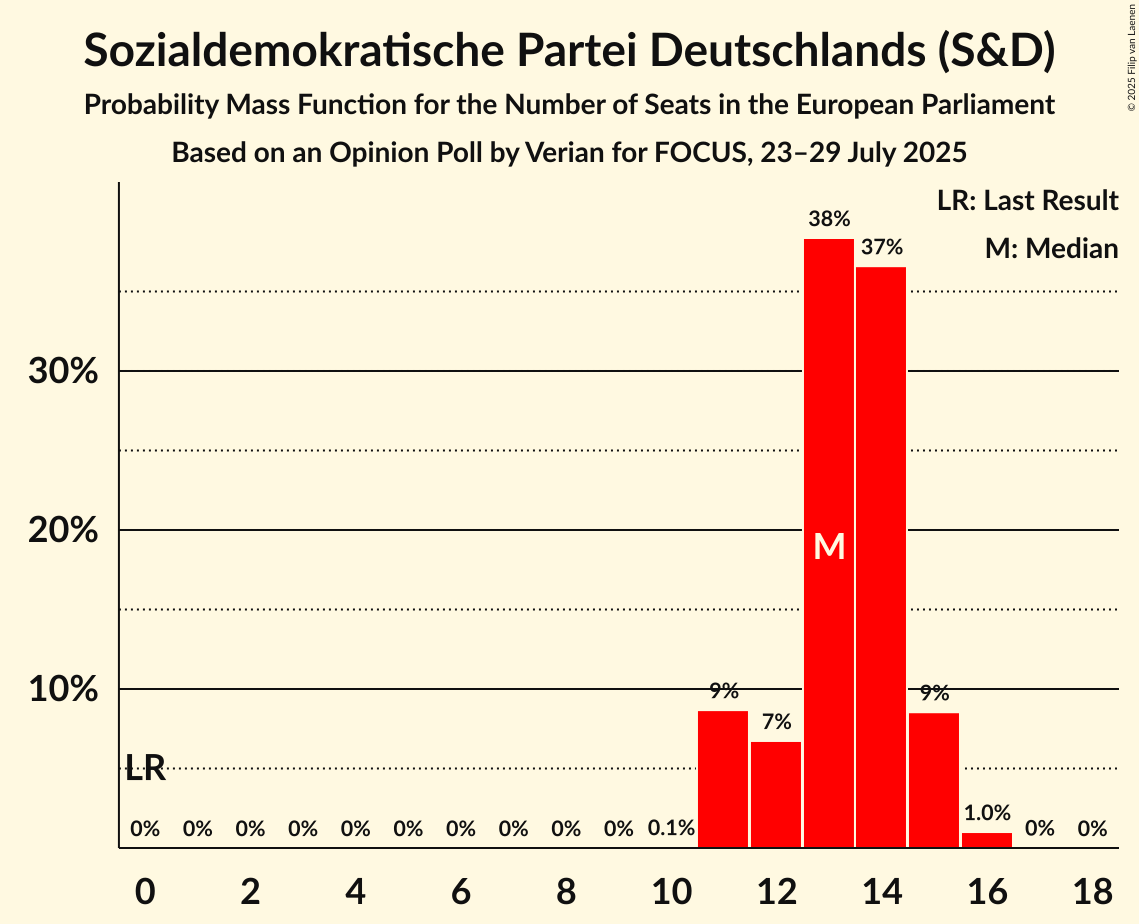 Sozialdemokratische Partei Deutschlands (S&D)
Probability Mass Function for the Number of Seats in the European Parliament
Based on an Opinion Poll by Verian for FOCUS, 23–29 July 2025
© 2025 Filip van Laenen
LR: Last Result
M: Median
38%
37%
30%
20%
M
10%
9%
7%
9%
LR
0% 0% 0% 0% 0% 0% 0% 0% 0% 0% 0.1% 1.0% 0% 0%
0 2 4 6 8 10 12 14 16 18